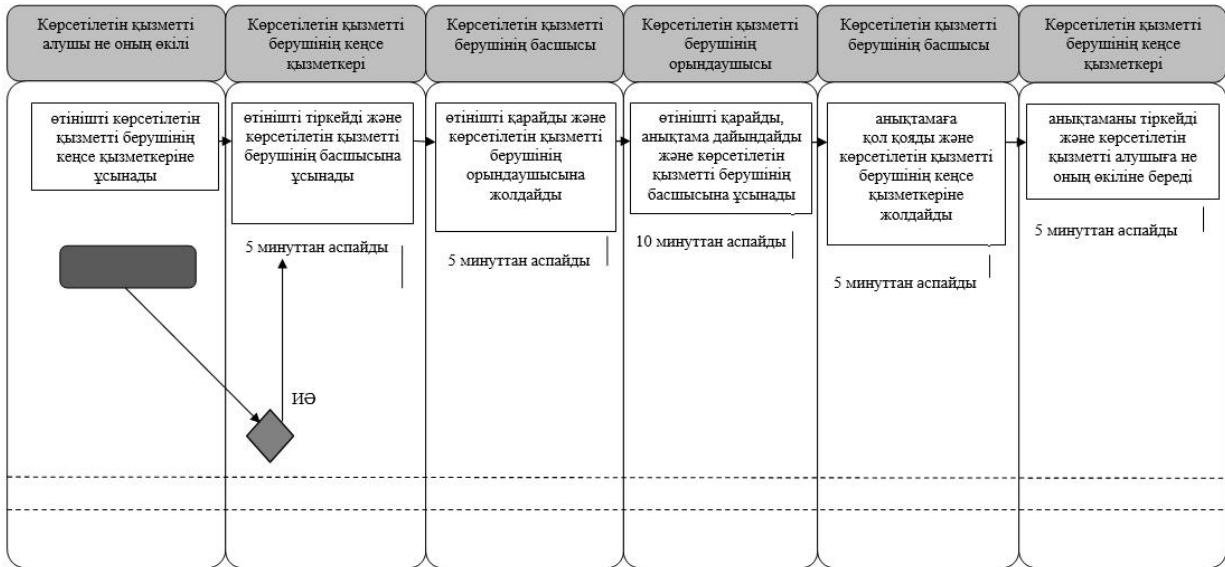 Көрсетілетін қызметті
алушы не оның өкілі
Көрсетілетін қызметті
берушінің кеңсе
қызметкері
Көрсетілетін қызметті
берушінің басшысы
Көрсетілетін қызметті
берушінің
орындаушысы
Көрсетілетін қызметті
берушінің басшысы
Көрсетілетін қызметті
берушінің кеңсе
қызметкері
өтінішті көрсетілетін
қызметті берушінің
кеңсе қызметкеріне
ұсынады
өтінішті тіркейді және
көрсетілетін қызметті
берушінің басшысына
ұсынады
өтінішті қарайды және
көрсетілетін қызметті
берушінің
орындаушысына
жолдайды
өтінішті қарайды,
анықтама дайындайды
және көрсетілетін
қызметті берушінің
басшысына ұсынады
анықтамаға
қол қояды және
көрсетілетін қызметті
берушінің кеңсе
қызметкеріне
жолдайды
анықтаманы тіркейді
және көрсетілетін
қызметті алушыға не
оның өкіліне береді
5 минуттан аспайды
5 минуттан аспайды
10 минуттан аспайды
5 минуттан аспайды
5 минуттан аспайды
ИӘ